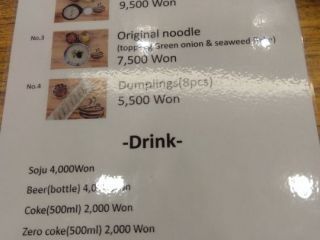 9,500 Won
No.3
Original noodle
(topping Green onion & seaweed
7,500 Won
No.4
Dumplings(8pcs)
5,500 Won
-Drink-
Soju 4,000Won
Beer(bottle) Won
Coke(500ml) 2,000 Won
Zero coke(500ml) 2,000 Won